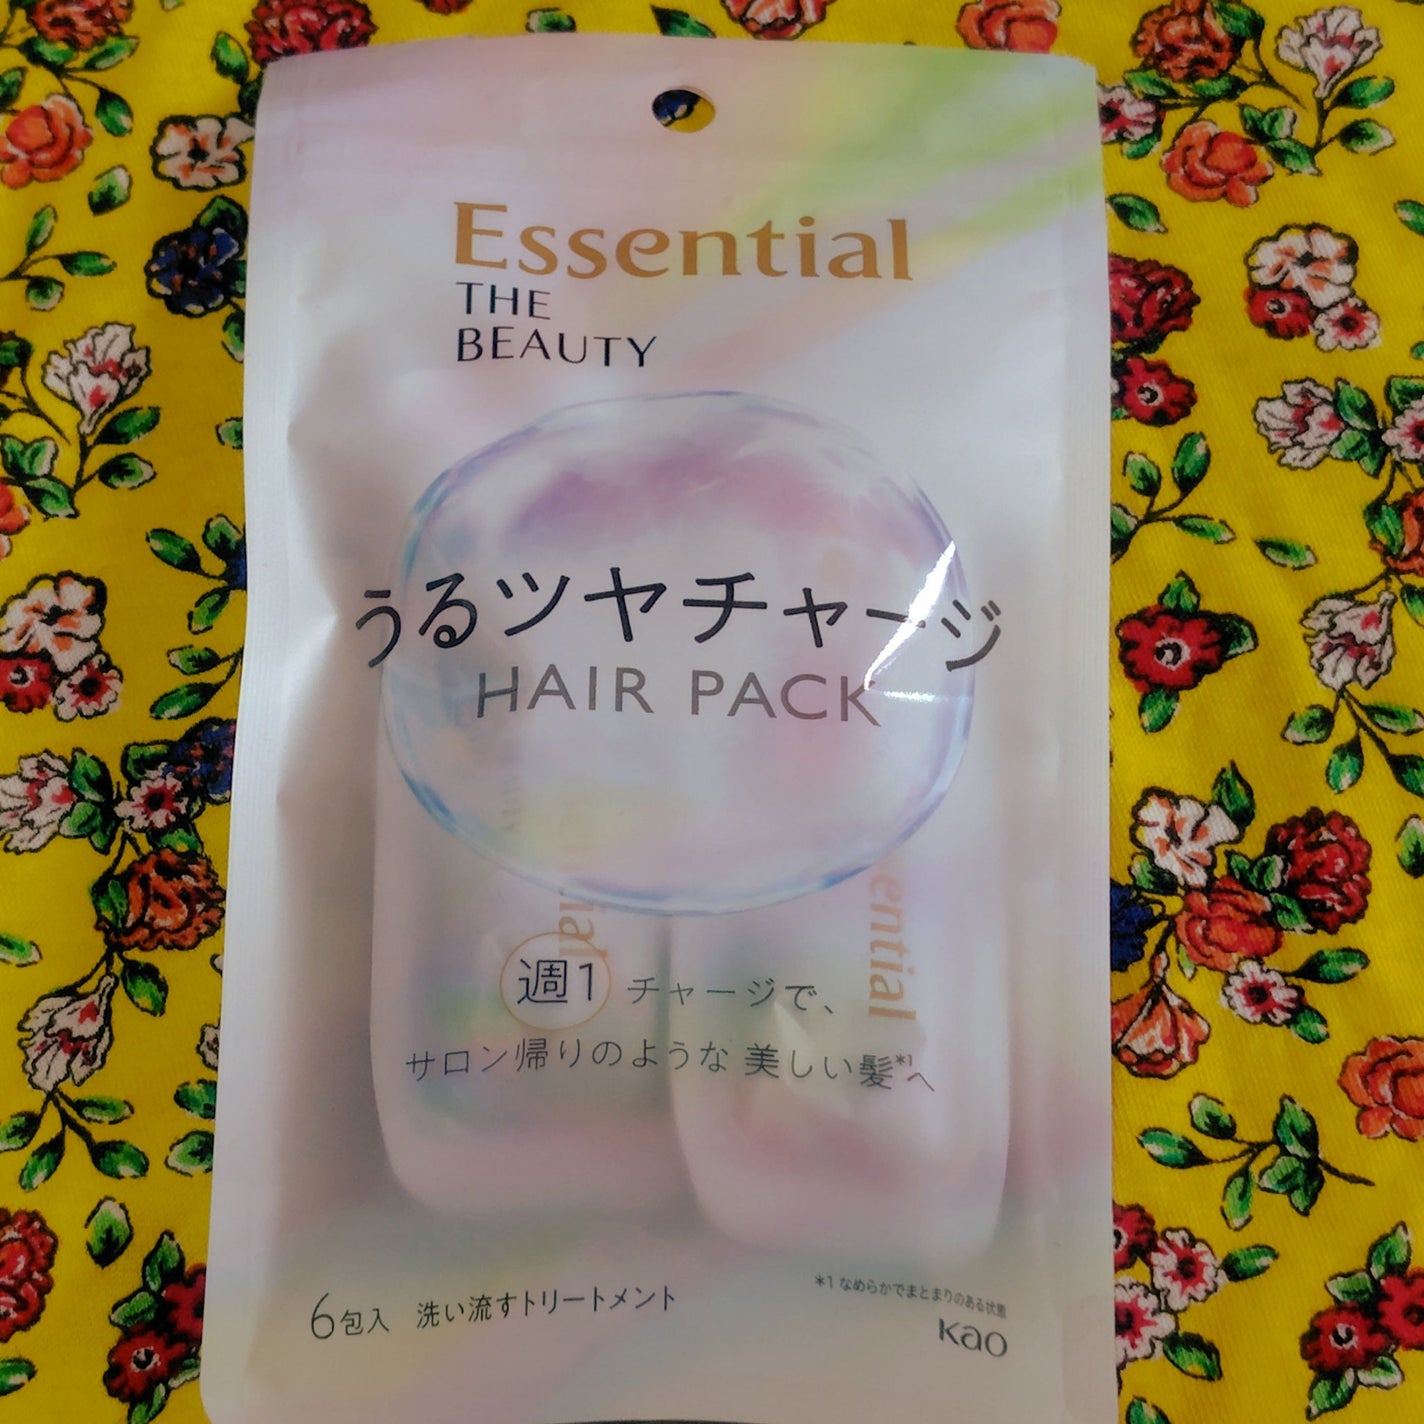 Essential
THE
BEAUTY
うるツヤチャージ
HAIR PACK
ential
週1 チャージで、
サロン帰りのような 美しい髪*1へ
6包入 洗い流すトリートメント
*1 なめらかでまとまりのある状態
Kao